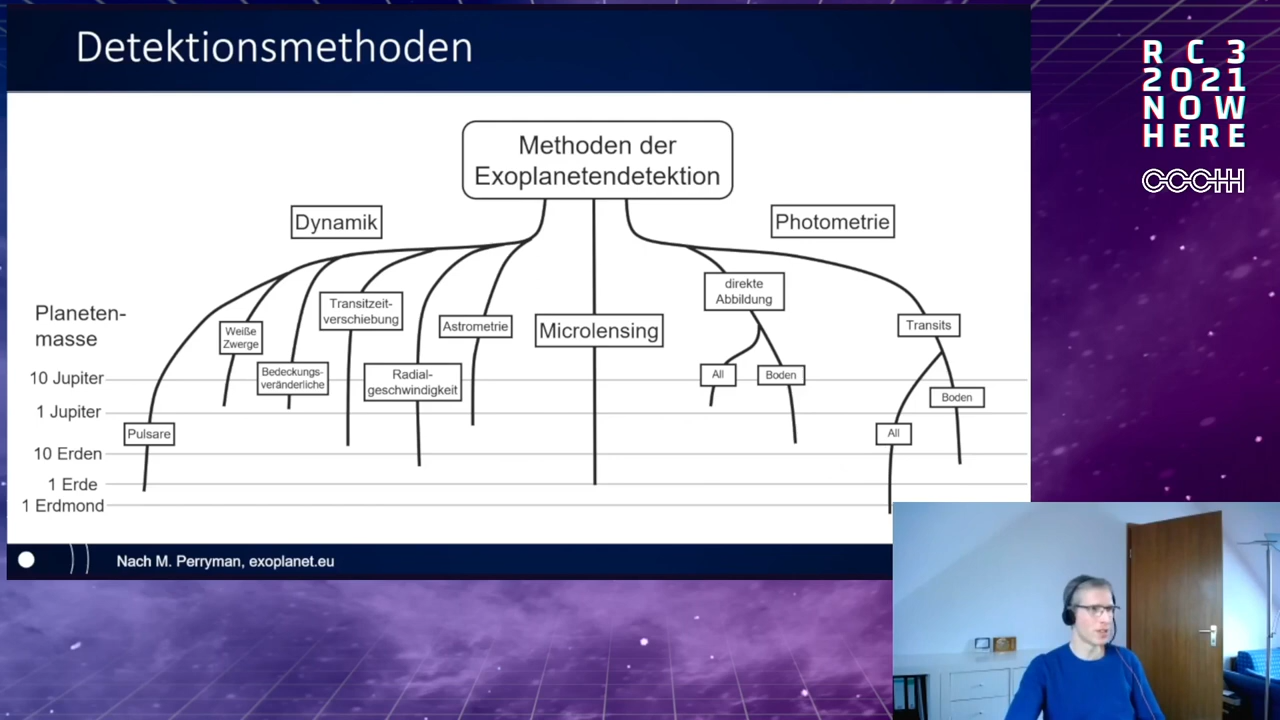 Detektionsmethoden
R C 3
2021
NOW
HERE
CCCHH
Methoden der
Exoplanetendetektion
Dynamik
Photometrie
direkte
Abbildung
Planeten-
masse
Transitzeit-
verschiebung
Weiße
Zwerge
Astrometrie
Microlensing
Transits
Bedeckungs-
veränderliche
Radial-
geschwindigkeit
All
Boden
10 Jupiter
Boden
1 Jupiter
Pulsare
All
10 Erden
1 Erde
1 Erdmond
Nach M. Perryman, exoplanet.eu